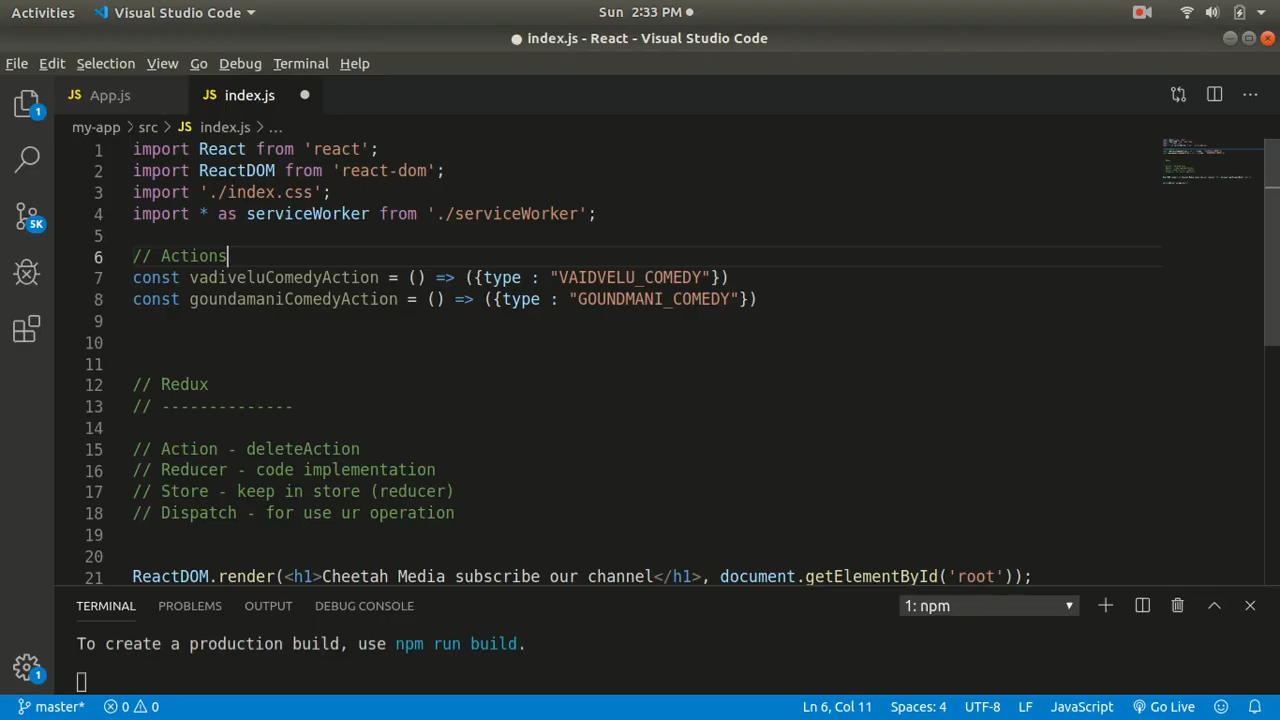 Activities Visual Studio Code Sun 2:33 PM
index.js - React - Visual Studio Code
File Edit Selection View Go Debug Terminal Help
JS App.js JS index.js
my-app > src > JS index.js > ...
1 import React from 'react';
2 import ReactDOM from 'react-dom';
3 import './index.css';
4 import * as serviceWorker from './serviceWorker';
5
6 // Actions
7 const vadiveluComedyAction = () => ({type : "VAIDVELU_COMEDY"})
8 const goundamaniComedyAction = () => ({type : "GOUNDMANI_COMEDY"})
9
10
11
12 // Redux
13 // --------------
14
15 // Action - deleteAction
16 // Reducer - code implementation
17 // Store - keep in store (reducer)
18 // Dispatch - for use ur operation
19
20
21 ReactDOM.render(<h1>Cheetah Media subscribe our channel</h1>, document.getElementById('root'));
1
5K
1
TERMINAL PROBLEMS OUTPUT DEBUG CONSOLE 1: npm
To create a production build, use npm run build.
master* 0 0 Ln 6, Col 11 Spaces: 4 UTF-8 LF JavaScript Go Live